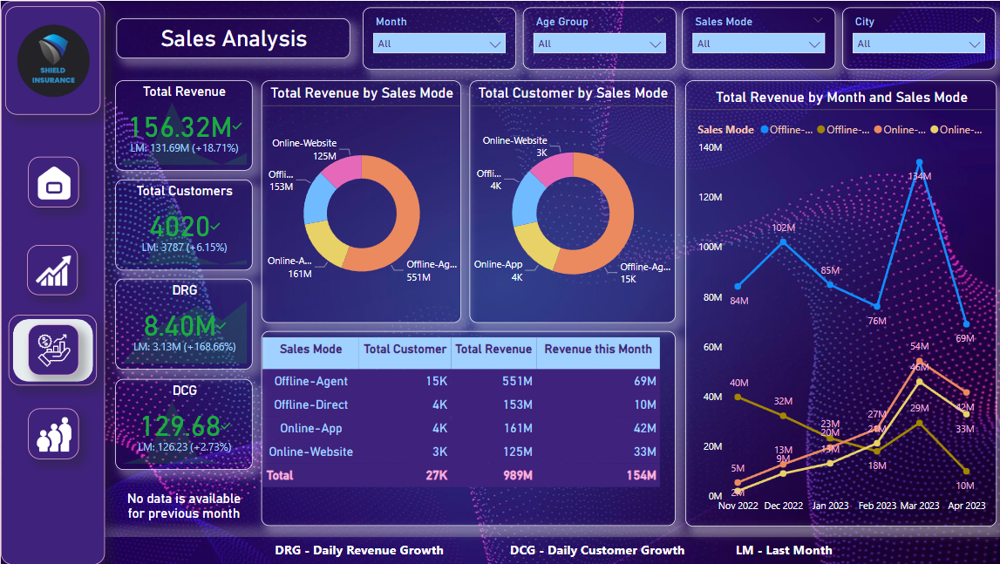 SHIELD
INSURANCE
Sales Analysis
Month
All
Age Group
All
Sales Mode
All
City
All
Total Revenue
156.32M
LM: 131.69M (+18.71%)
Total Customers
4020
LM: 3787 (+6.15%)
DRG
8.40M
LM: 3.13M (+168.66%)
DCG
129.68
LM: 126.23 (+2.73%)
No data is available
for previous month
Total Revenue by Sales Mode
Online-Website
125M
Offli...
153M
Online-A...
161M
Offline-Ag...
551M
Total Customer by Sales Mode
Online-Website
3K
Offli...
4K
Online-App
4K
Offline-Ag...
15K
Sales Mode Total Customer Total Revenue Revenue this Month
Offline-Agent 15K 551M 69M
Offline-Direct 4K 153M 10M
Online-App 4K 161M 42M
Online-Website 3K 125M 33M
Total 27K 989M 154M
Total Revenue by Month and Sales Mode
Sales Mode Offline-... Offline-... Online-... Online-...
140M
134M
120M
102M
100M
85M
84M
80M
76M
69M
60M
54M
46M
40M 40M
32M
29M
42M
27M
23M
20M
33M
20M
18M
13M
9M
10M
5M
2M
0M
Nov 2022 Dec 2022 Jan 2023 Feb 2023 Mar 2023 Apr 2023
DRG - Daily Revenue Growth DCG - Daily Customer Growth LM - Last Month